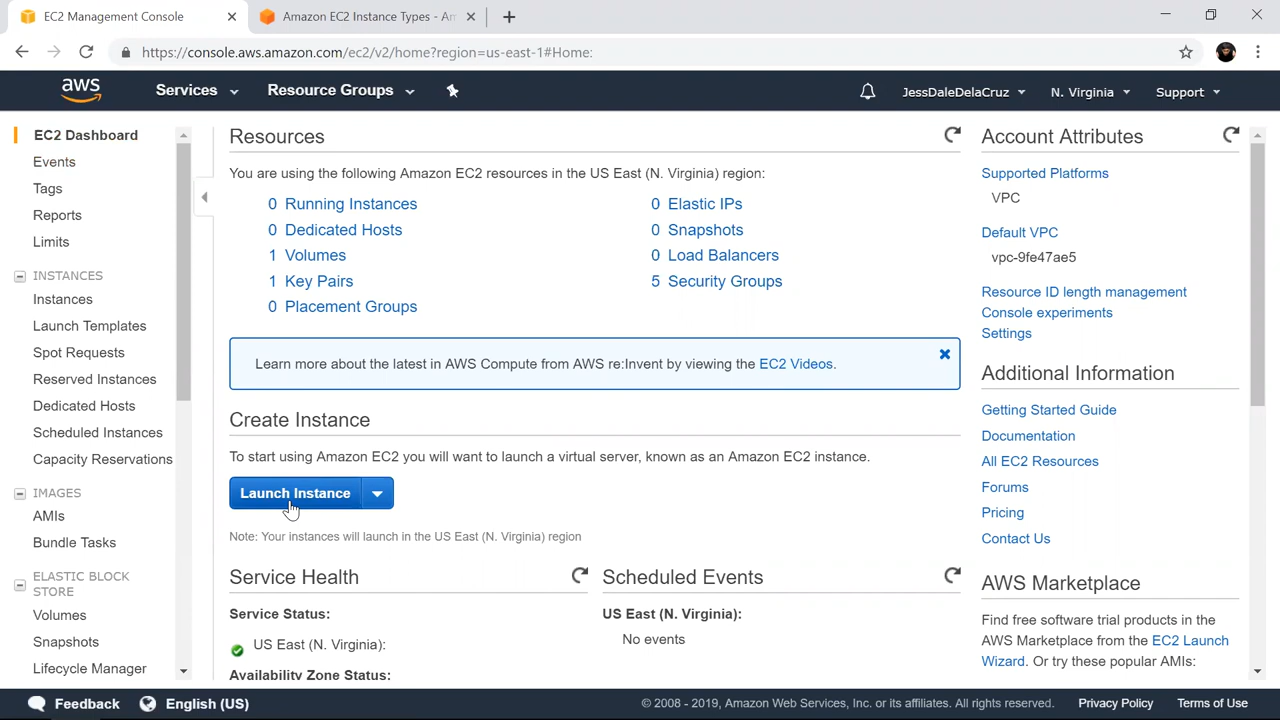 EC2 Management Console
Amazon EC2 Instance Types - Am
https://console.aws.amazon.com/ec2/v2/home?region=us-east-1#Home:
aws
Services
Resource Groups
JessDaleDelaCruz
N. Virginia
Support
EC2 Dashboard
Events
Tags
Reports
Limits
INSTANCES
Instances
Launch Templates
Spot Requests
Reserved Instances
Dedicated Hosts
Scheduled Instances
Capacity Reservations
IMAGES
AMIs
Bundle Tasks
ELASTIC BLOCK
STORE
Volumes
Snapshots
Lifecycle Manager
Resources
You are using the following Amazon EC2 resources in the US East (N. Virginia) region:
0 Running Instances
0 Elastic IPs
0 Dedicated Hosts
0 Snapshots
1 Volumes
0 Load Balancers
1 Key Pairs
5 Security Groups
0 Placement Groups
Learn more about the latest in AWS Compute from AWS re:Invent by viewing the EC2 Videos.
Create Instance
To start using Amazon EC2 you will want to launch a virtual server, known as an Amazon EC2 instance.
Launch Instance
Note: Your instances will launch in the US East (N. Virginia) region
Service Health
Service Status:
US East (N. Virginia):
Availability Zone Status:
Scheduled Events
US East (N. Virginia):
No events
Account Attributes
Supported Platforms
VPC
Default VPC
vpc-9fe47ae5
Resource ID length management
Console experiments
Settings
Additional Information
Getting Started Guide
Documentation
All EC2 Resources
Forums
Pricing
Contact Us
AWS Marketplace
Find free software trial products in the
AWS Marketplace from the EC2 Launch
Wizard. Or try these popular AMIs:
Feedback
English (US)
© 2008 - 2019, Amazon Web Services, Inc. or its affiliates. All rights reserved.
Privacy Policy
Terms of Use